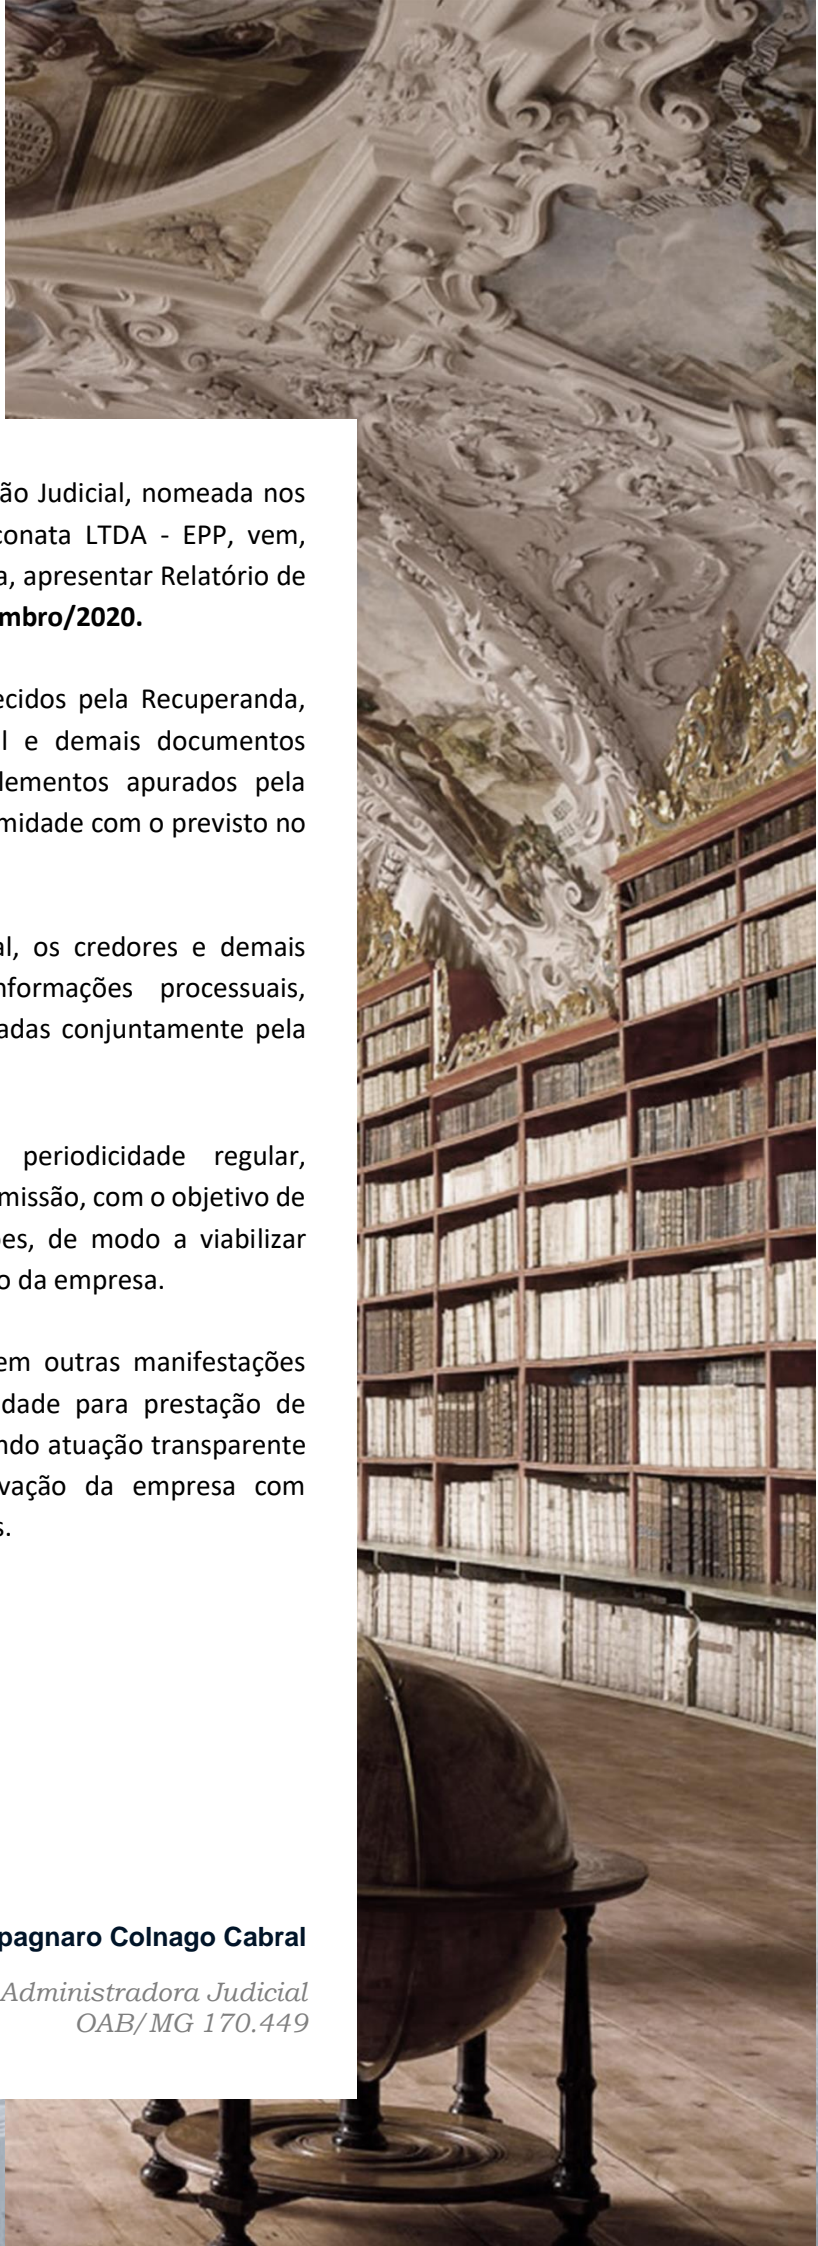 ão Judicial, nomeada nos
conata LTDA - EPP, vem,
a, apresentar Relatório de
mbro/2020.
ecidos pela Recuperanda,
l e demais documentos
lementos apurados pela
midade com o previsto no
al, os credores e demais
nformações processuais,
adas conjuntamente pela
periodicidade regular,
missão, com o objetivo de
es, de modo a viabilizar
o da empresa.
em outras manifestações
dade para prestação de
ndo atuação transparente
vação da empresa com
s.
pagnaro Colnago Cabral
Administradora Judicial
OAB/MG 170.449